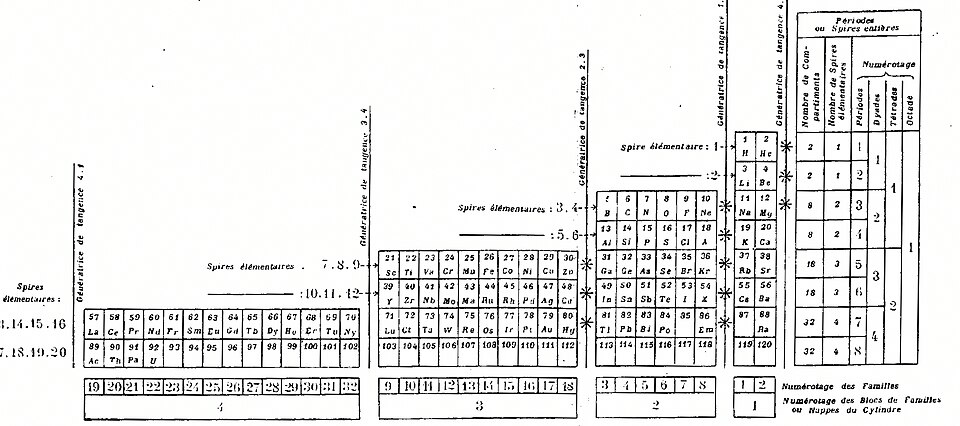 Périodes
ou Spires entières
Nombre de Compartiments
Nombre de Spires élémentaires
Numérotage
Périodes
Dyades
Tétrades
Octade
Génératrice de tangence 4.1
Génératrice de tangence 3.4
Génératrice de tangence 2.3
Génératrice de tangence 1.
Génératrice de tangence 4.
Spire élémentaire : 1
1 2
H He
2 1 1
:2
3 4
Li Be
2 1 2
1
Spires élémentaires : 3.4
5 6 7 8 9 10
B C N O F Ne
11 12
Na Mg
8 2 3
:5.6
13 14 15 16 17 18
Al Si P S Cl A
19 20
K Ca
8 2 4
2
1
Spires élémentaires . 7.8.9
21 22 23 24 25 26 27 28 29 30
Sc Ti Va Cr Mn Fe Co Ni Cu Zn
31 32 33 34 35 36
Ga Ge As Se Br Kr
37 38
Rb Sr
18 3 5
:10.11.12
39 40 41 42 43 44 45 46 47 48
Y Zr Nb Mo Ma Ru Rh Pd Ag Cd
49 50 51 52 53 54
In Sn Sb Te I X
55 56
Cs Ba
18 3 6
3
Spires
élémentaires :
3.14.15.16
57 58 59 60 61 62 63 64 65 66 67 68 69 70
La Ce Pr Nd Sm Eu Gd Tb Dy Ho Er Tu Ny
71 72 73 74 75 76 77 78 79 80
Lu Ct Ta W Re Os Ir Pt Au Hg
81 82 83 84 85 86
Tl Pb Bi Po Em
87 88
Ra
32 4 7
7.18.19.20
89 90 91 92 93 94 95 96 97 98 99 100 101 102
Ac Th Pa U
103 104 105 106 107 108 109 110 111 112
113 114 115 116 117 118
119 120
32 4 8
4
2
1
19 20 21 22 23 24 25 26 27 28 29 30 31 32
9 10 11 12 13 14 15 16 17 18
3 4 5 6 7 8
1 2
Numérotage des Familles
4
3
2
1
Numérotage des Blocs de Familles
ou Nappes du Cylindre